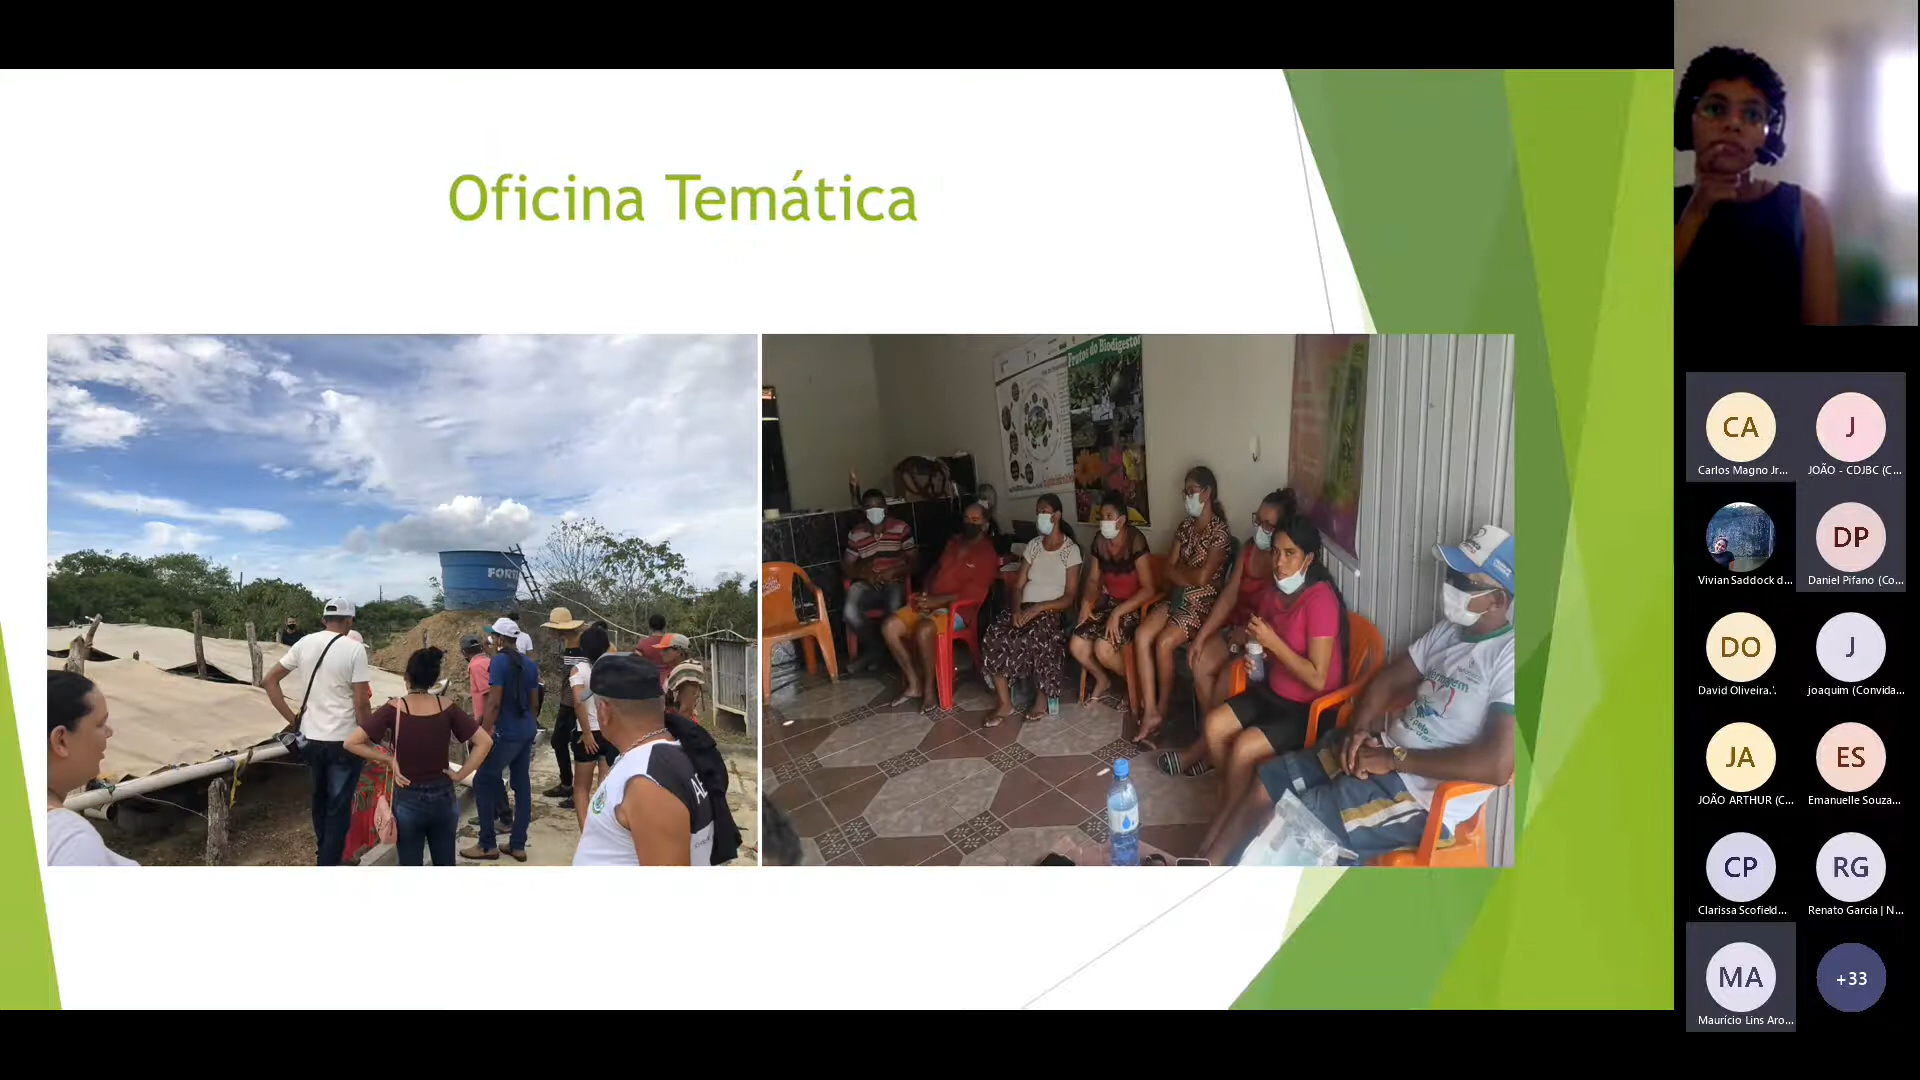 Oficina Temática
FORT
Frutos do Biodigestor
CA
J
Carlos Magno Jr...
JOÃO - CDJBC (C...
DP
Vivian Saddock d...
Daniel Pifano (Co...
DO
J
David Oliveira.'.
joaquim (Convida...
JA
ES
JOÃO ARTHUR (C...
Emanuelle Souza...
CP
RG
Clarissa Scofield...
Renato Garcia | N...
MA
+33
Maurício Lins Aro...